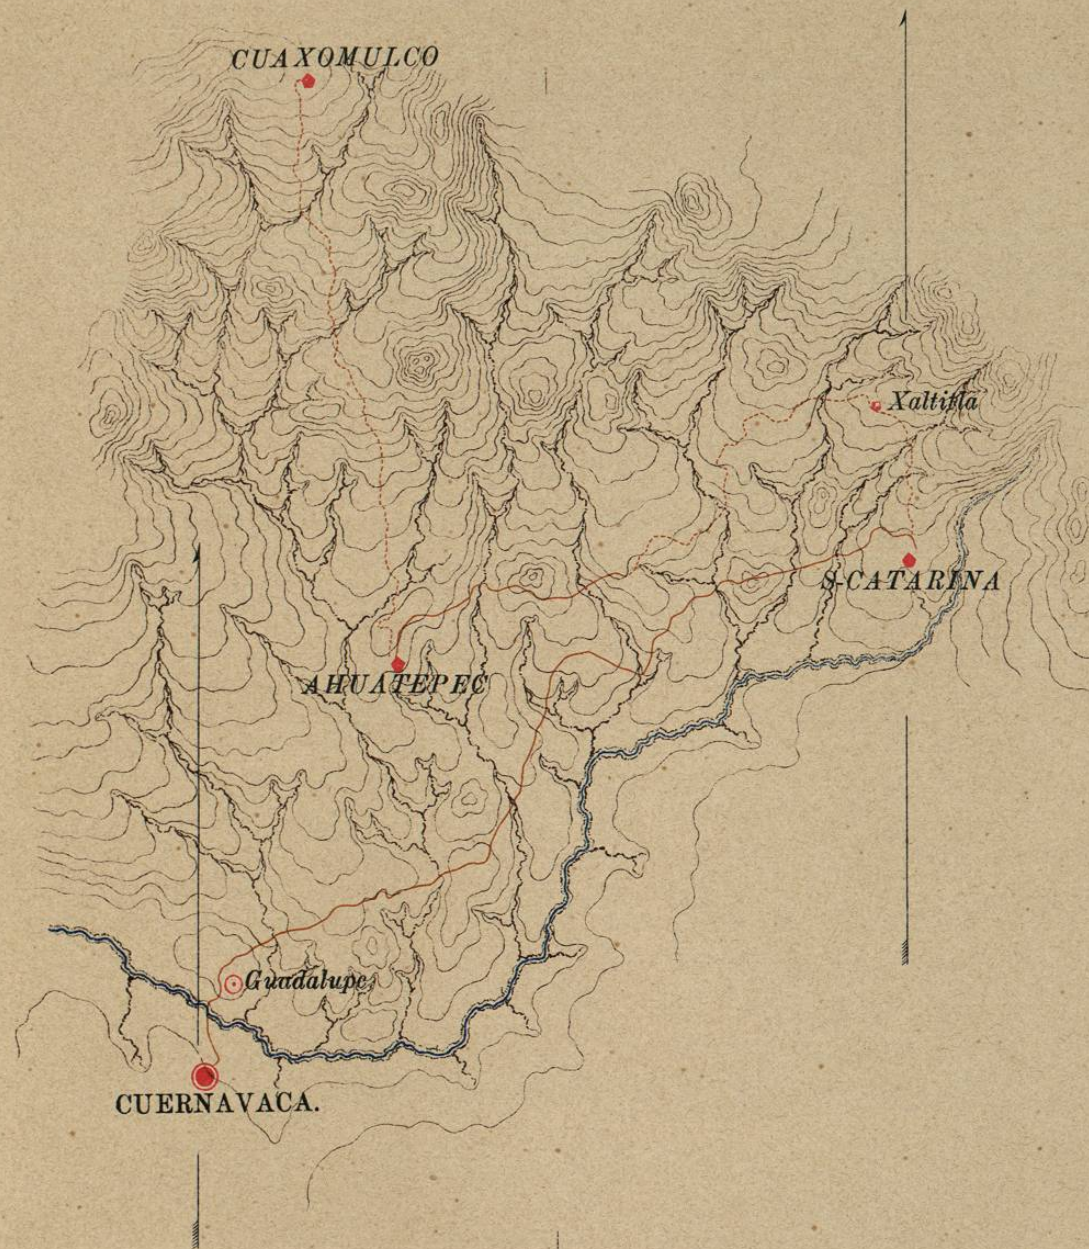 CUAXOMULCO
Xaltitla
S-CATARINA
AHUATEPEC
Guadalupe.
CUERNAVACA.